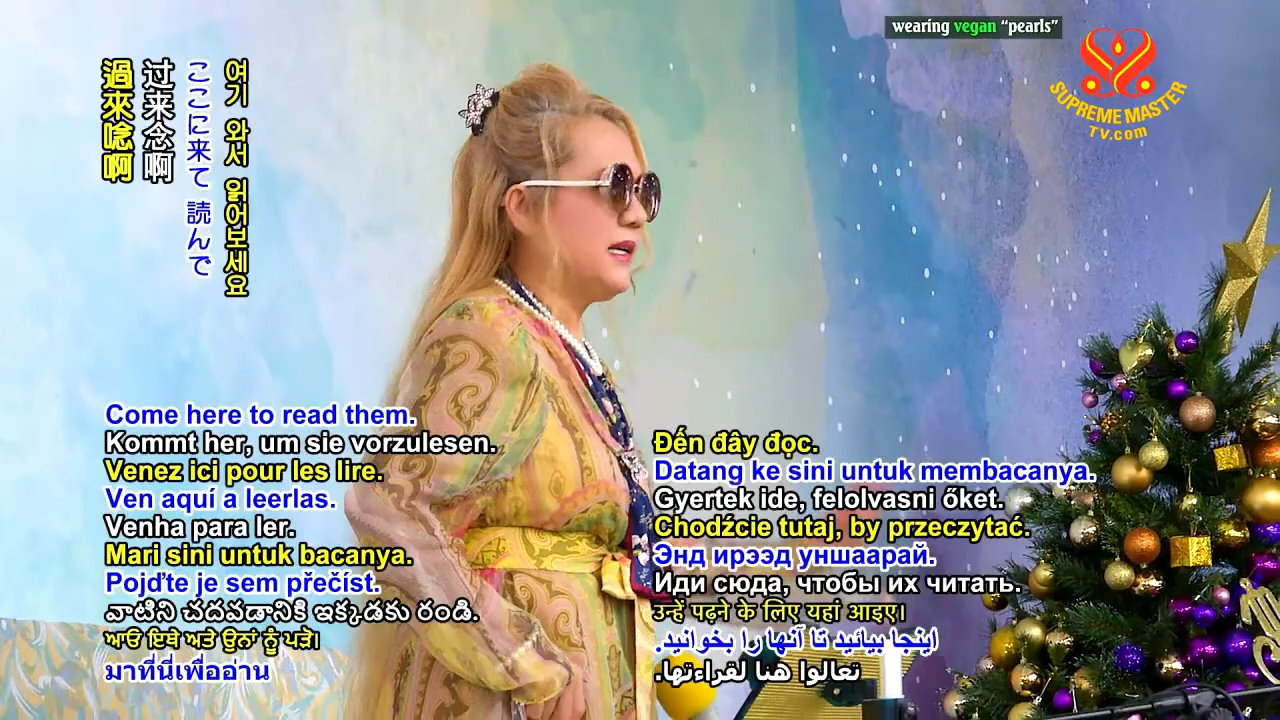 wearing vegan “pearls”
SUPREME MASTER
TV.com
過來唸啊
过来念啊
ここに来て 読んで
여기 와서 읽어보세요
Come here to read them.
Kommt her, um sie vorzulesen.
Venez ici pour les lire.
Ven aquí a leerlas.
Venha para ler.
Mari sini untuk bacanya.
Pojďte je sem přečíst.
వాటిని చదవడానికి ఇక్కడకు రండి.
ਆਓ ਇਥੇ ਅਤੇ ਉਨਾਂ ਨੂੰ ਪੜੋ।
มาที่นี่เพื่ออ่าน
Đến đây đọc.
Datang ke sini untuk membacanya.
Gyertek ide, felolvasni őket.
Chodźcie tutaj, by przeczytać.
Энд ирээд уншаарай.
Иди сюда, чтобы их читать.
उन्हें पढ़ने के लिए यहां आइए।
اینجا بیائید تا آنها را بخوانید.
تعالوا هنا لقراءتها.